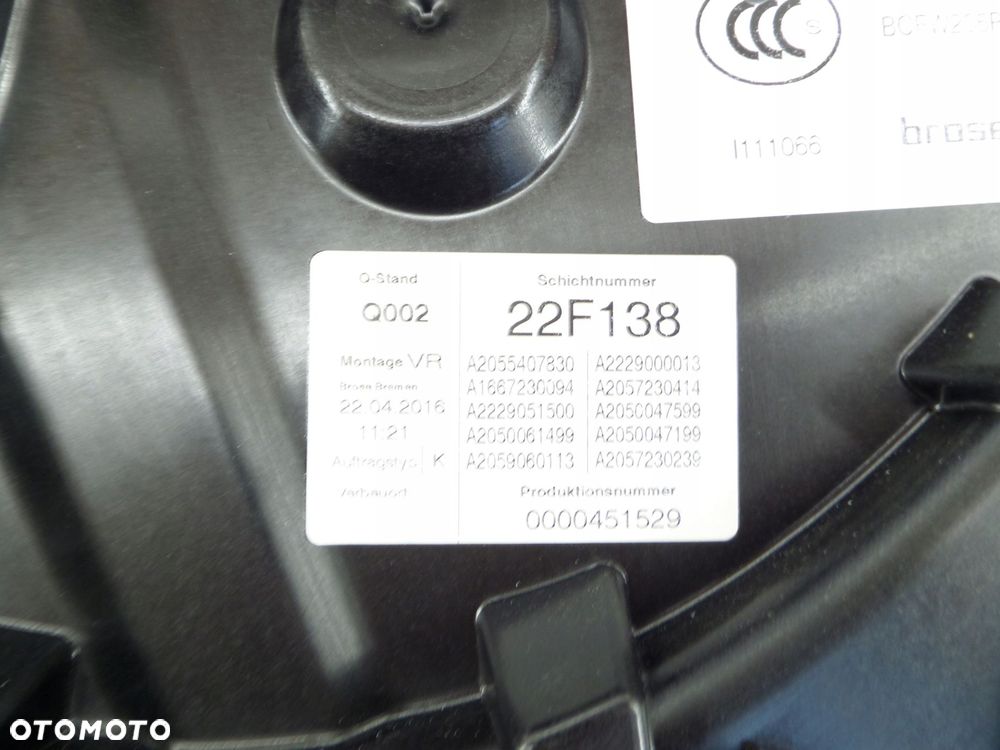 CCC S
I111066
brose
Q-Stand
Q002
Montage VR
Brose Bremen
22.04.2016
11:21
Auftragstyp K
Verbauort
Schichtnummer
22F138
A2055407830 A2229000013
A1667230094 A2057230414
A2229051500 A2050047599
A2050061499 A2050047199
A2059060113 A2057230239
Produktionsnummer
0000451529
OTOMOTO